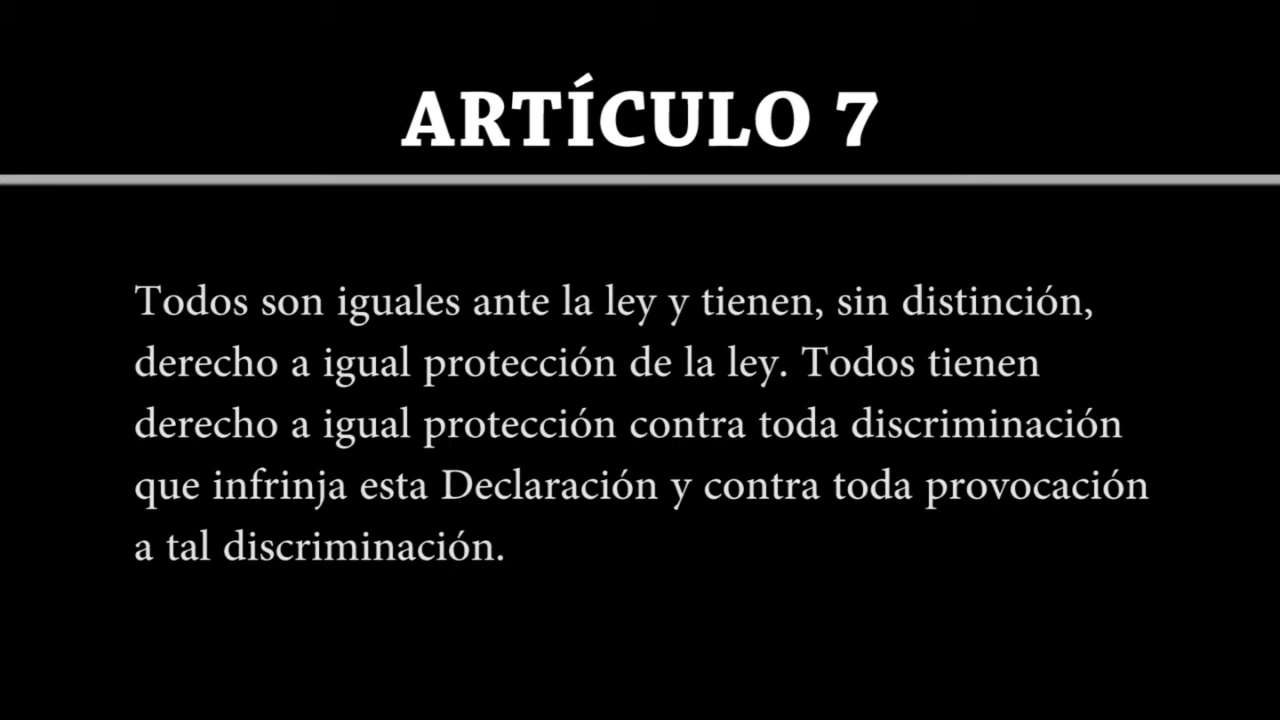 ARTÍCULO 7
Todos son iguales ante la ley y tienen, sin distinción,
derecho a igual protección de la ley. Todos tienen
derecho a igual protección contra toda discriminación
que infrinja esta Declaración y contra toda provocación
a tal discriminación.